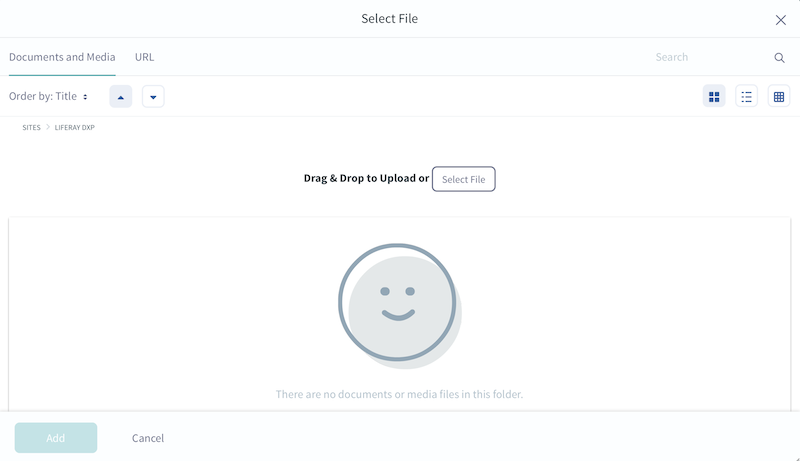 Select File
Documents and Media URL Search
Order by: Title
SITES LIFERAY DXP
Drag & Drop to Upload or Select File
There are no documents or media files in this folder.
Add Cancel